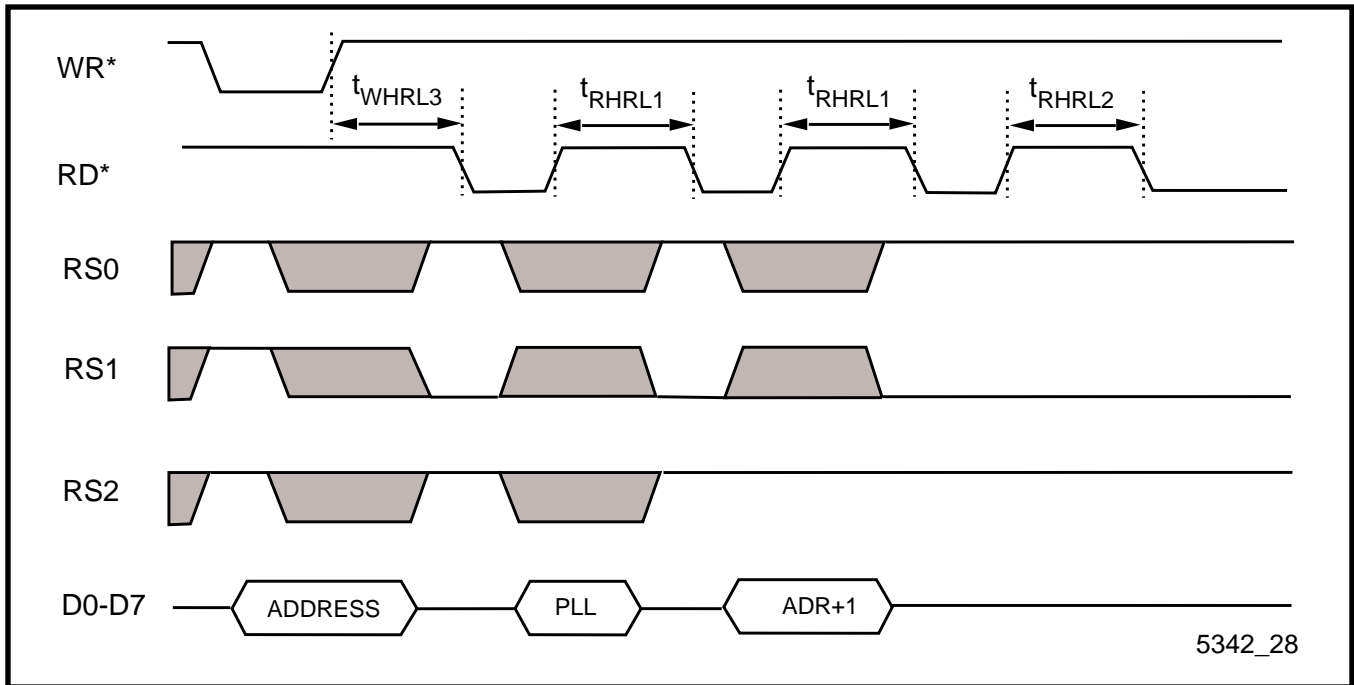 WR*
tWHRL3 tRHRL1 tRHRL1 tRHRL2
RD*
RS0
RS1
RS2
D0-D7 ADDRESS PLL ADR+1
5342_28